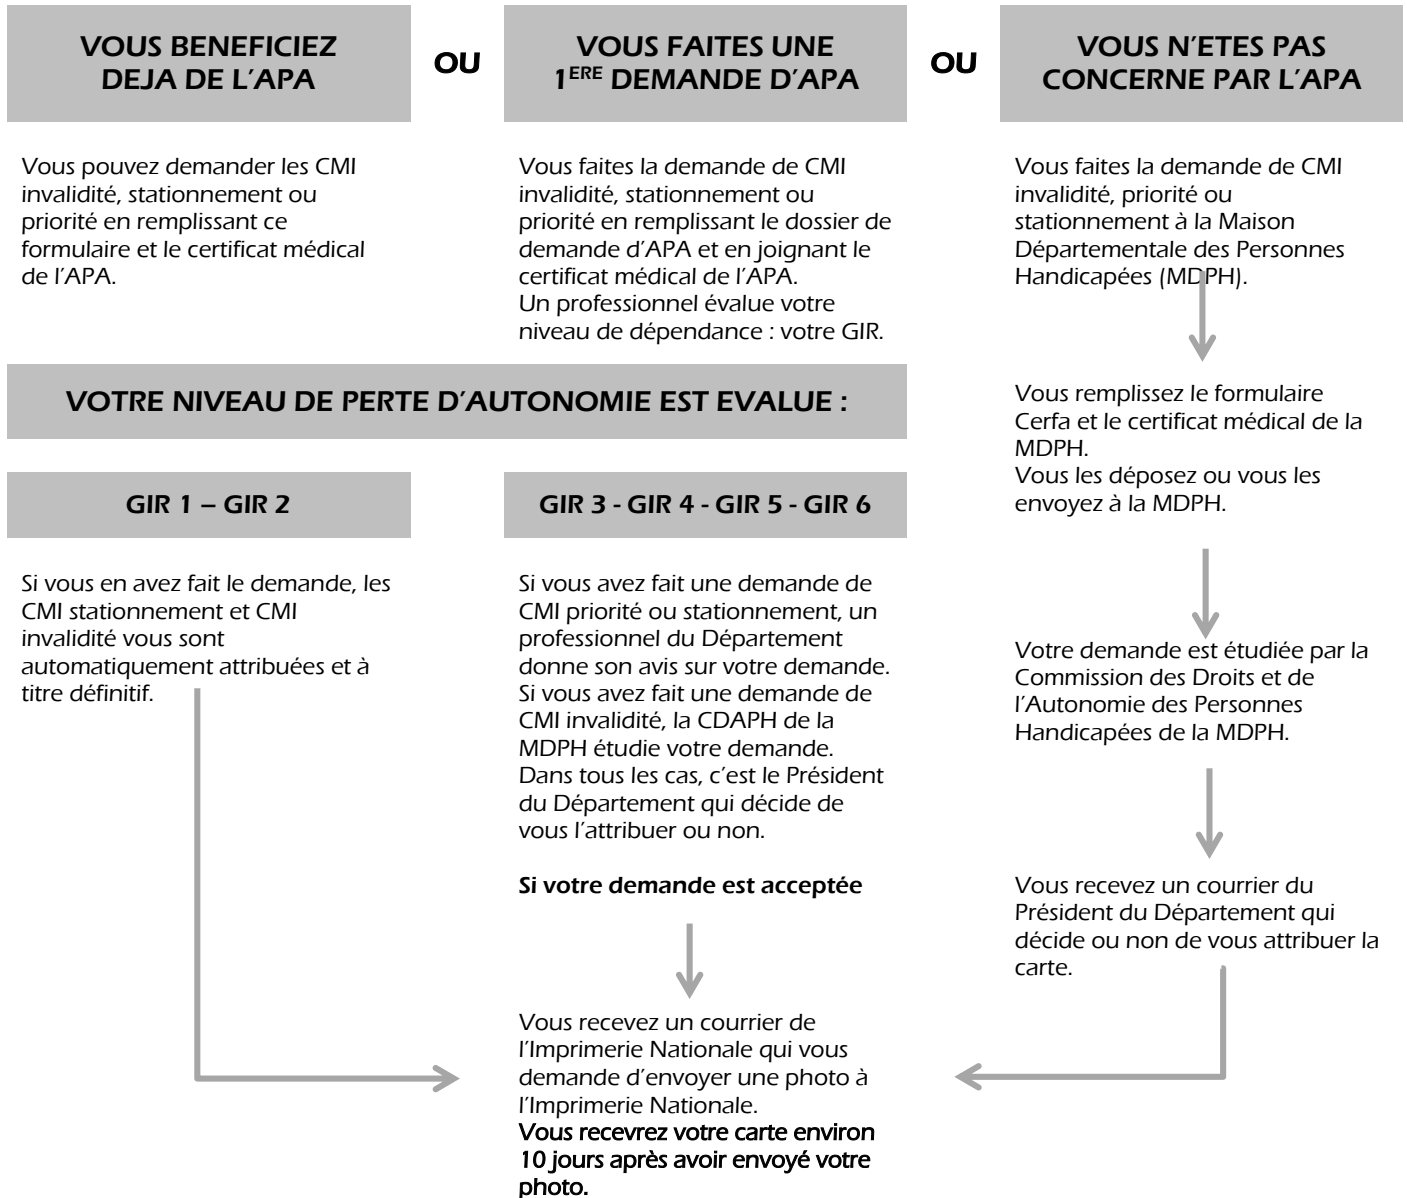 VOUS BENEFICIEZ
DEJA DE L'APA
OU
VOUS FAITES UNE
1ERE DEMANDE D'APA
OU
VOUS N'ETES PAS
CONCERNE PAR L'APA
Vous pouvez demander les CMI
invalidité, stationnement ou
priorité en remplissant ce
formulaire et le certificat médical
de l'APA.
Vous faites la demande de CMI
invalidité, stationnement ou
priorité en remplissant le dossier de
demande d'APA et en joignant le
certificat médical de l'APA.
Un professionnel évalue votre
niveau de dépendance : votre GIR.
Vous faites la demande de CMI
invalidité, priorité ou
stationnement à la Maison
Départementale des Personnes
Handicapées (MDPH).
VOTRE NIVEAU DE PERTE D'AUTONOMIE EST EVALUE :
Vous remplissez le formulaire
Cerfa et le certificat médical de la
MDPH.
Vous les déposez ou vous les
envoyez à la MDPH.
GIR 1 – GIR 2
GIR 3 - GIR 4 - GIR 5 - GIR 6
Si vous en avez fait le demande, les
CMI stationnement et CMI
invalidité vous sont
automatiquement attribuées et à
titre définitif.
Si vous avez fait une demande de
CMI priorité ou stationnement, un
professionnel du Département
donne son avis sur votre demande.
Si vous avez fait une demande de
CMI invalidité, la CDAPH de la
MDPH étudie votre demande.
Dans tous les cas, c'est le Président
du Département qui décide de
vous l'attribuer ou non.
Si votre demande est acceptée
Votre demande est étudiée par la
Commission des Droits et de
l'Autonomie des Personnes
Handicapées de la MDPH.
Vous recevez un courrier du
Président du Département qui
décide ou non de vous attribuer la
carte.
Vous recevez un courrier de
l'Imprimerie Nationale qui vous
demande d'envoyer une photo à
l'Imprimerie Nationale.
Vous recevrez votre carte environ
10 jours après avoir envoyé votre
photo.